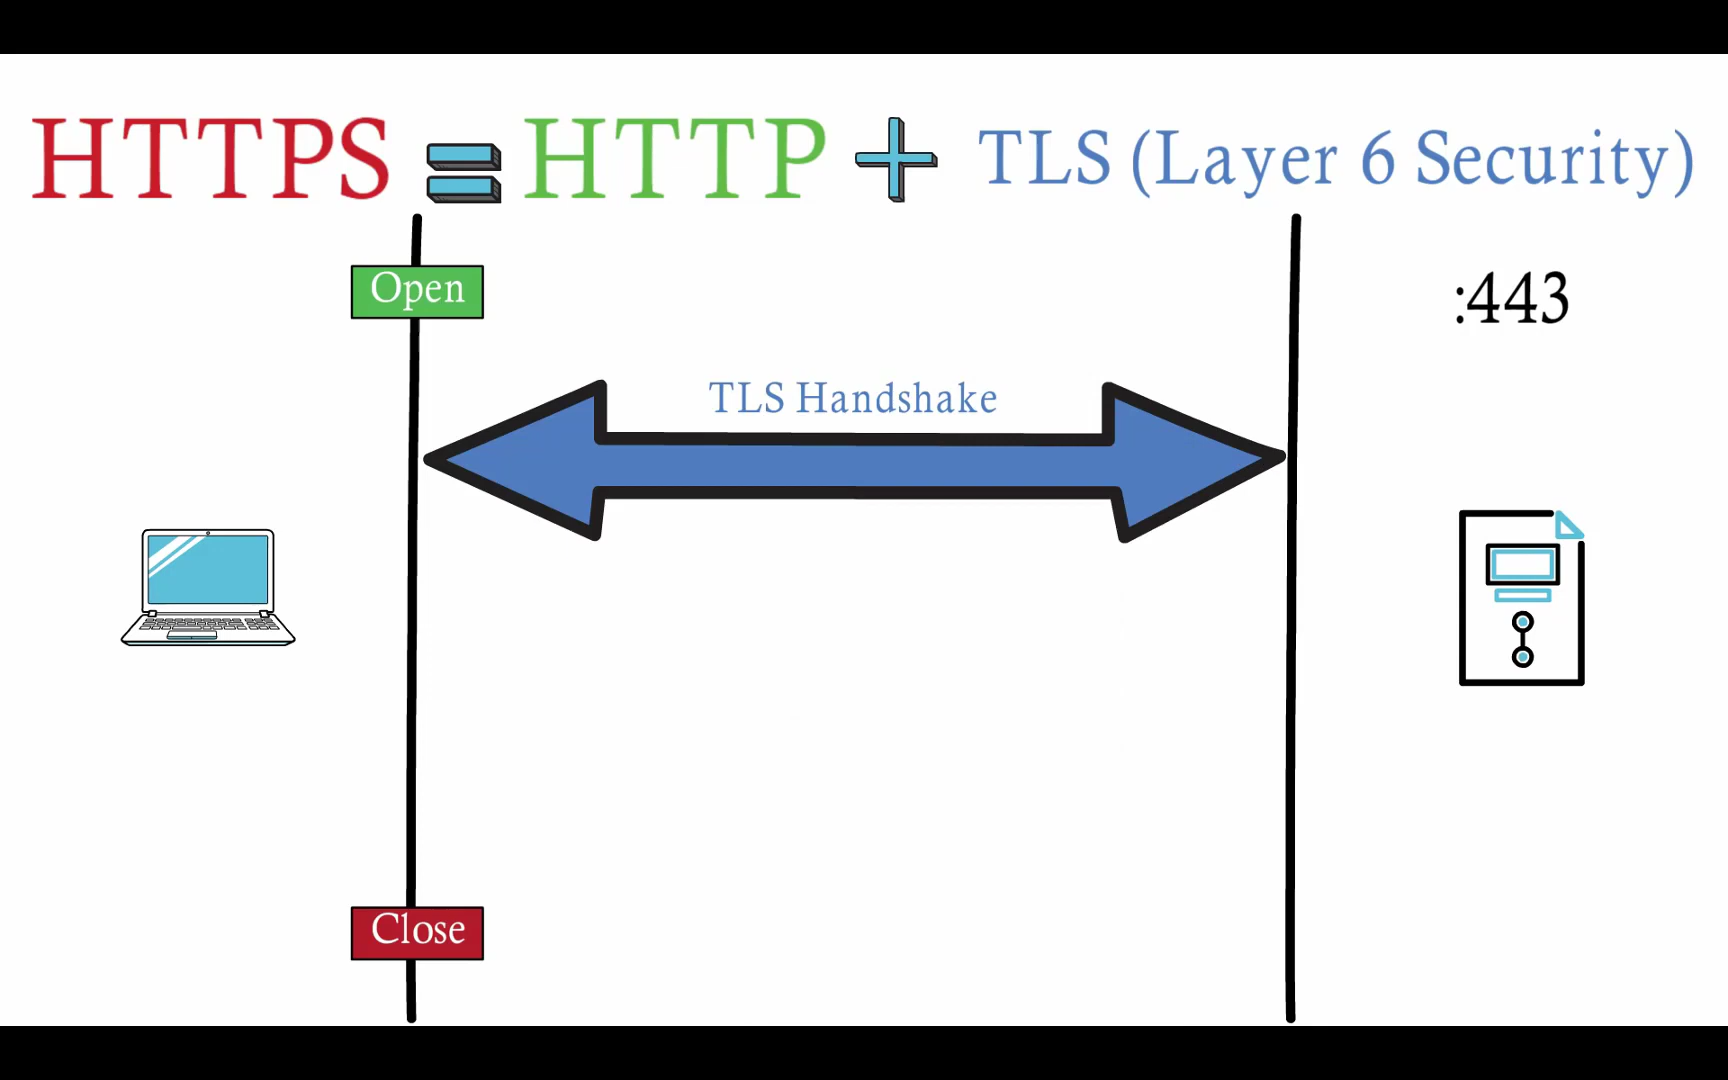 HTTPS = HTTP + TLS (Layer 6 Security)
Open
:443
TLS Handshake
Close